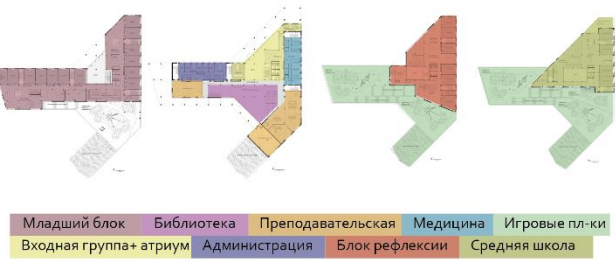 Младший блок Библиотека Преподавательская Медицина Игровые пл-ки
Входная группа+ атриум Администрация Блок рефлексии Средняя школа